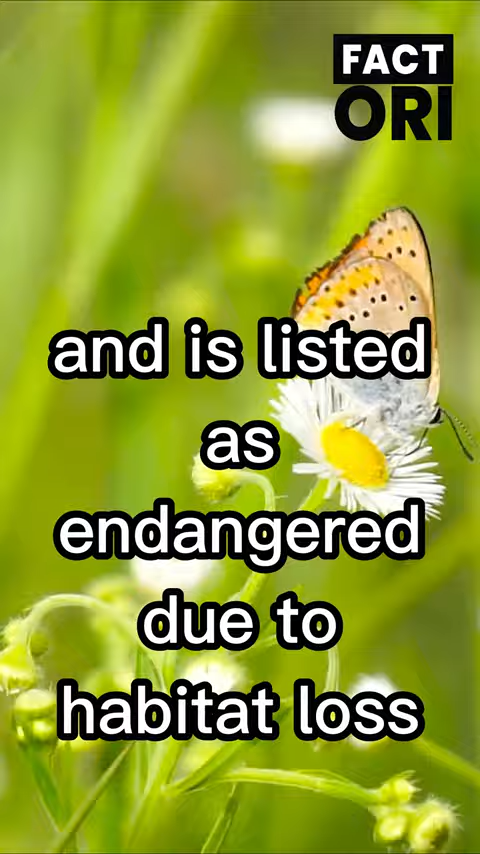 FACT
ORI
and is listed
as
endangered
due to
habitat loss